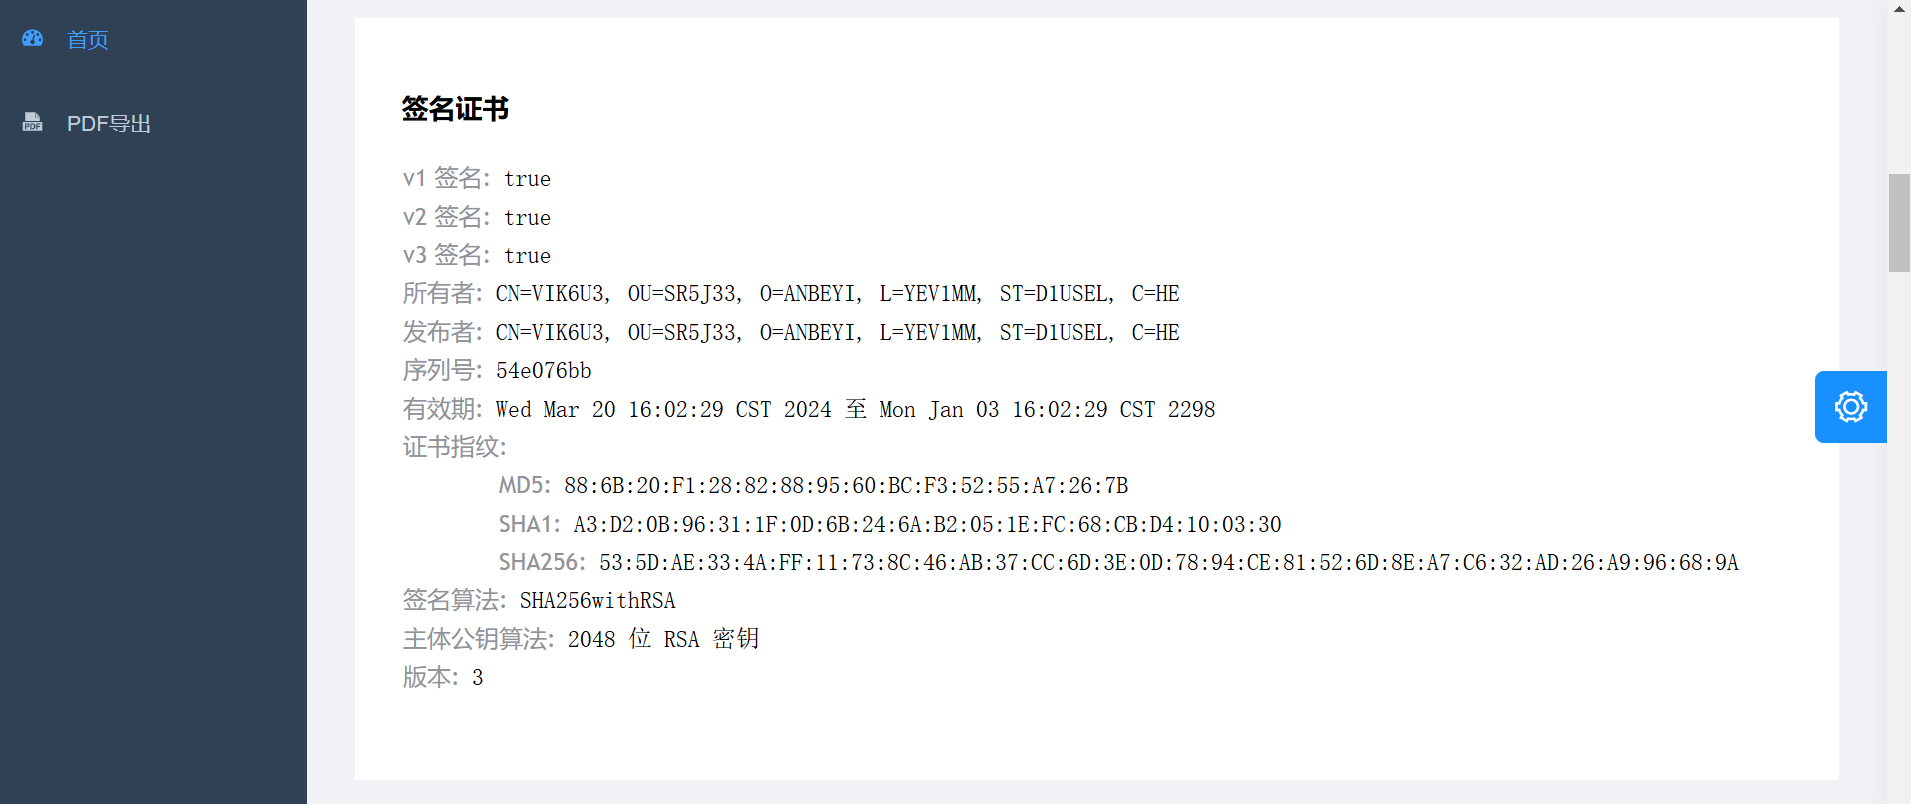 首页
PDF导出
签名证书
v1 签名: true
v2 签名: true
v3 签名: true
所有者: CN=VIK6U3, OU=SR5J33, O=ANBEYI, L=YEV1MM, ST=D1USEL, C=HE
发布者: CN=VIK6U3, OU=SR5J33, O=ANBEYI, L=YEV1MM, ST=D1USEL, C=HE
序列号: 54e076bb
有效期: Wed Mar 20 16:02:29 CST 2024 至 Mon Jan 03 16:02:29 CST 2298
证书指纹:
MD5: 88:6B:20:F1:28:82:88:95:60:BC:F3:52:55:A7:26:7B
SHA1: A3:D2:0B:96:31:1F:0D:6B:24:6A:B2:05:1E:FC:68:CB:D4:10:03:30
SHA256: 53:5D:AE:33:4A:FF:11:73:8C:46:AB:37:CC:6D:3E:0D:78:94:CE:81:52:6D:8E:A7:C6:32:AD:26:A9:96:68:9A
签名算法: SHA256withRSA
主体公钥算法: 2048 位 RSA 密钥
版本: 3